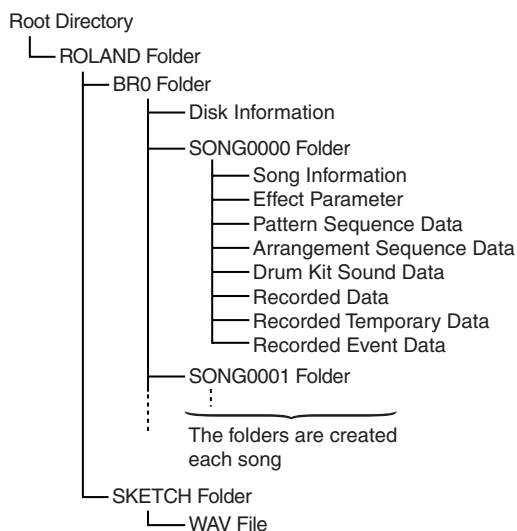 Root Directory
ROLAND Folder
BR0 Folder
Disk Information
SONG0000 Folder
Song Information
Effect Parameter
Pattern Sequence Data
Arrangement Sequence Data
Drum Kit Sound Data
Recorded Data
Recorded Temporary Data
Recorded Event Data
SONG0001 Folder
The folders are created
each song
SKETCH Folder
WAV File